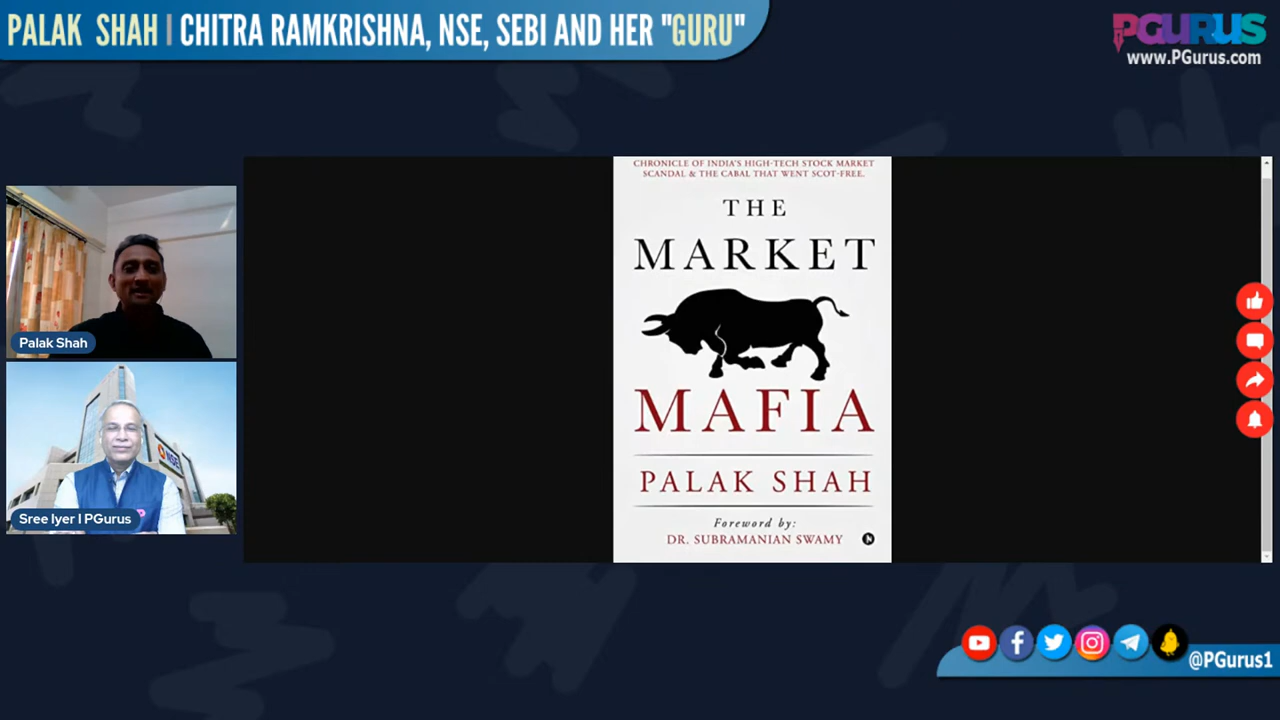 PALAK SHAH | CHITRA RAMKRISHNA, NSE, SEBI AND HER "GURU"
PGURUS
www.PGurus.com
CHRONICLE OF INDIA'S HIGH-TECH STOCK MARKET
SCANDAL & THE CABAL THAT WENT SCOT-FREE.
THE
MARKET
MAFIA
PALAK SHAH
Foreword by:
DR. SUBRAMANIAN SWAMY
Palak Shah
NSE
Sree Iyer I PGurus
@PGurus1